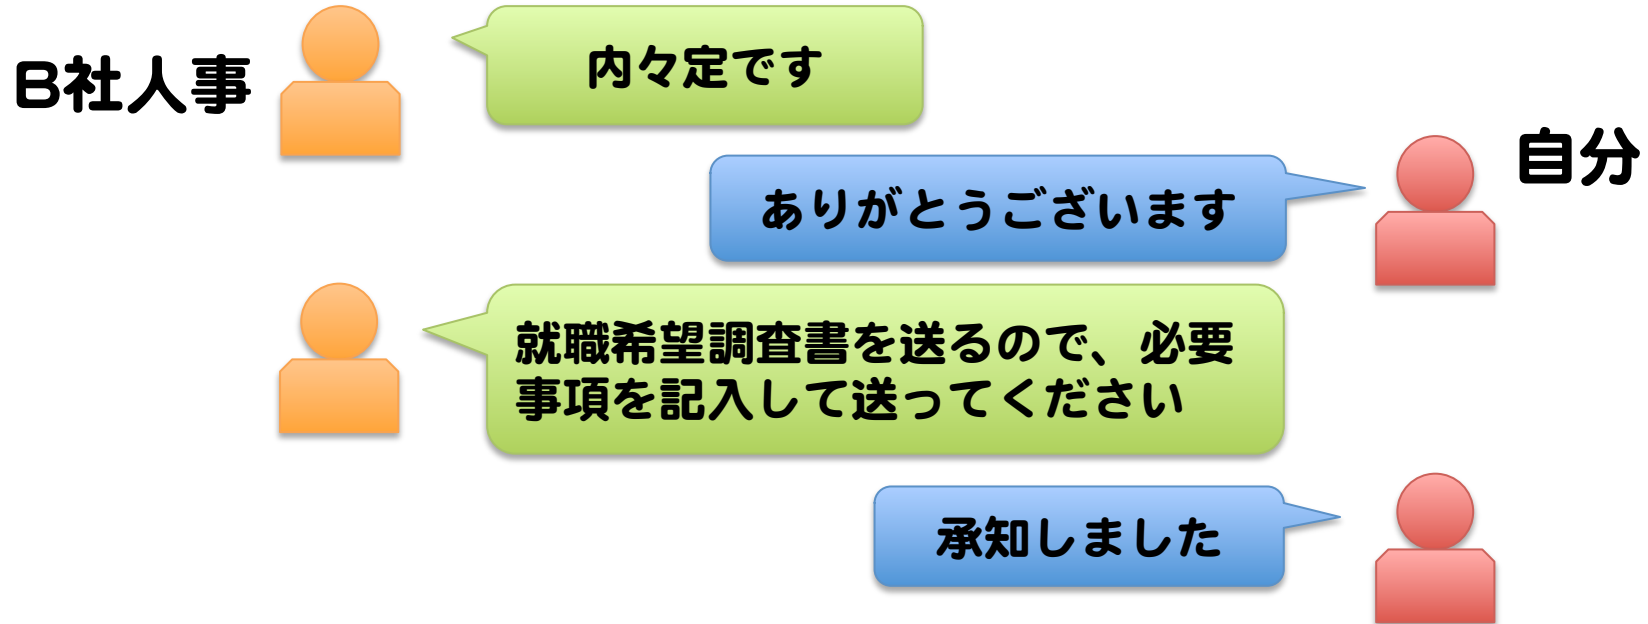 B社人事
内々定です
自分
ありがとうございます
就職希望調査書を送るので、必要
事項を記入して送ってください
承知しました